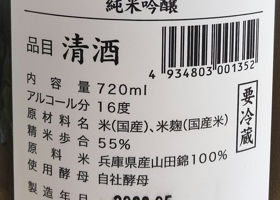 純米吟醸
品目 清酒
4934803001352
内容量 720ml
アルコール分 16度
原材料名 米(国産)、米麹(国産米)
精米歩合 55%
原料米 兵庫県産山田錦100%
使用酵母 自社酵母
製造年月
要冷蔵